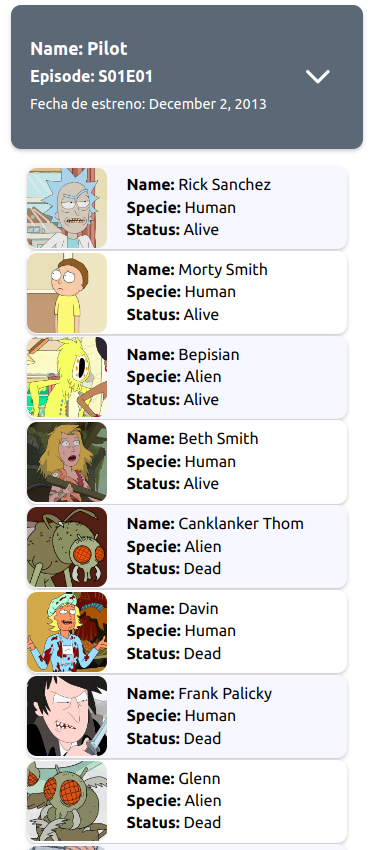 Name: Pilot
Episode: S01E01
Fecha de estreno: December 2, 2013
Name: Rick Sanchez
Specie: Human
Status: Alive
Name: Morty Smith
Specie: Human
Status: Alive
Name: Bepisian
Specie: Alien
Status: Alive
Name: Beth Smith
Specie: Human
Status: Alive
Name: Canklanker Thom
Specie: Alien
Status: Dead
Name: Davin
Specie: Human
Status: Dead
Name: Frank Palicky
Specie: Human
Status: Dead
Name: Glenn
Specie: Alien
Status: Dead